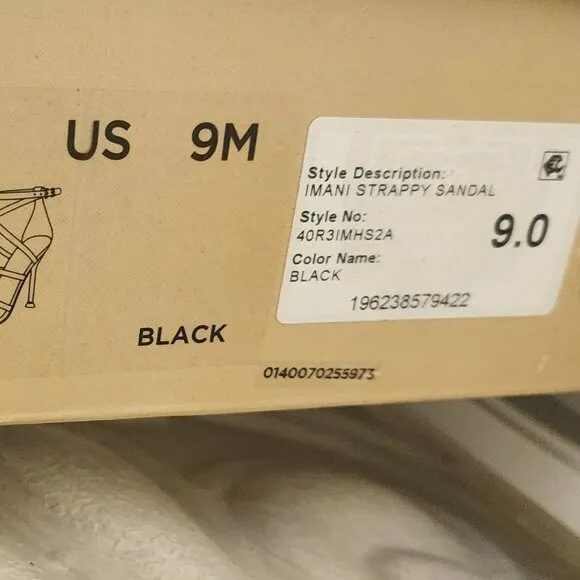 US 9M
Style Description:
IMANI STRAPPY SANDAL
Style No:
40R3IMHS2A
9.0
Color Name:
BLACK
196238579422
BLACK
0140070255973